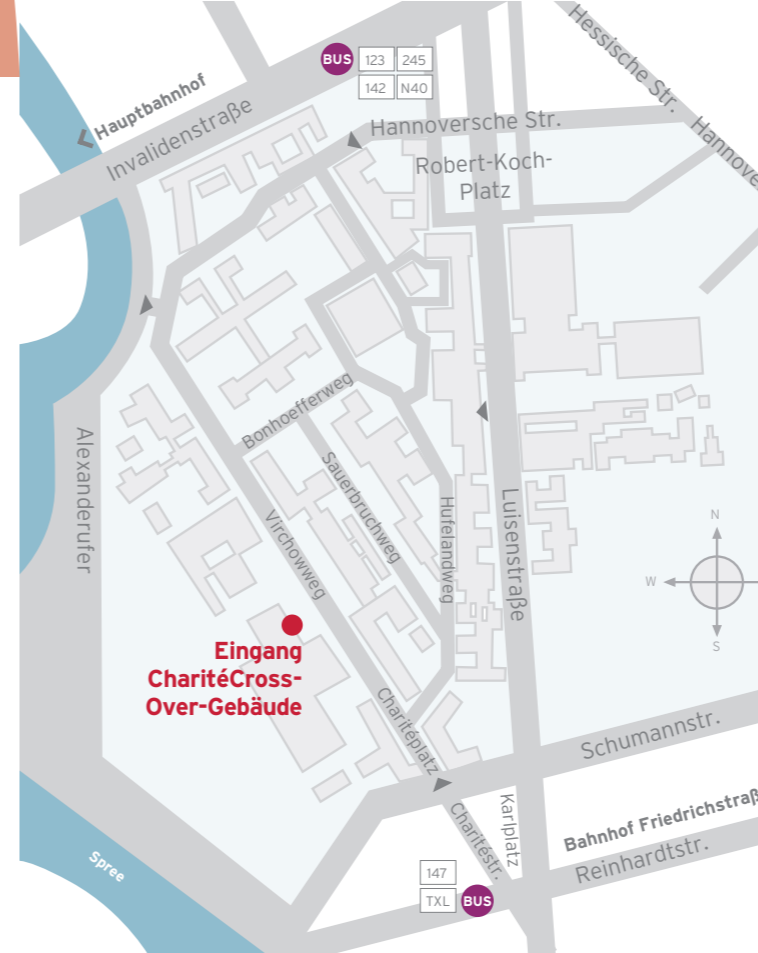 Hessische Str.
BUS 123 245
142 N40
Hauptbahnhof
Invalidenstraße
Hannoversche Str.
Hannove
Robert-Koch-
Platz
Bonhoefferweg
Alexanderufer
Sauerbruchweg
Virchowweg
Hufelandweg
Luisenstraße
N
W
S
Eingang
CharitéCross-
Over-Gebäude
Charitéplatz
Schumannstr.
Karlplatz
Charitéstr.
Bahnhof Friedrichstraß
Reinhardtstr.
Spree
147
TXL BUS